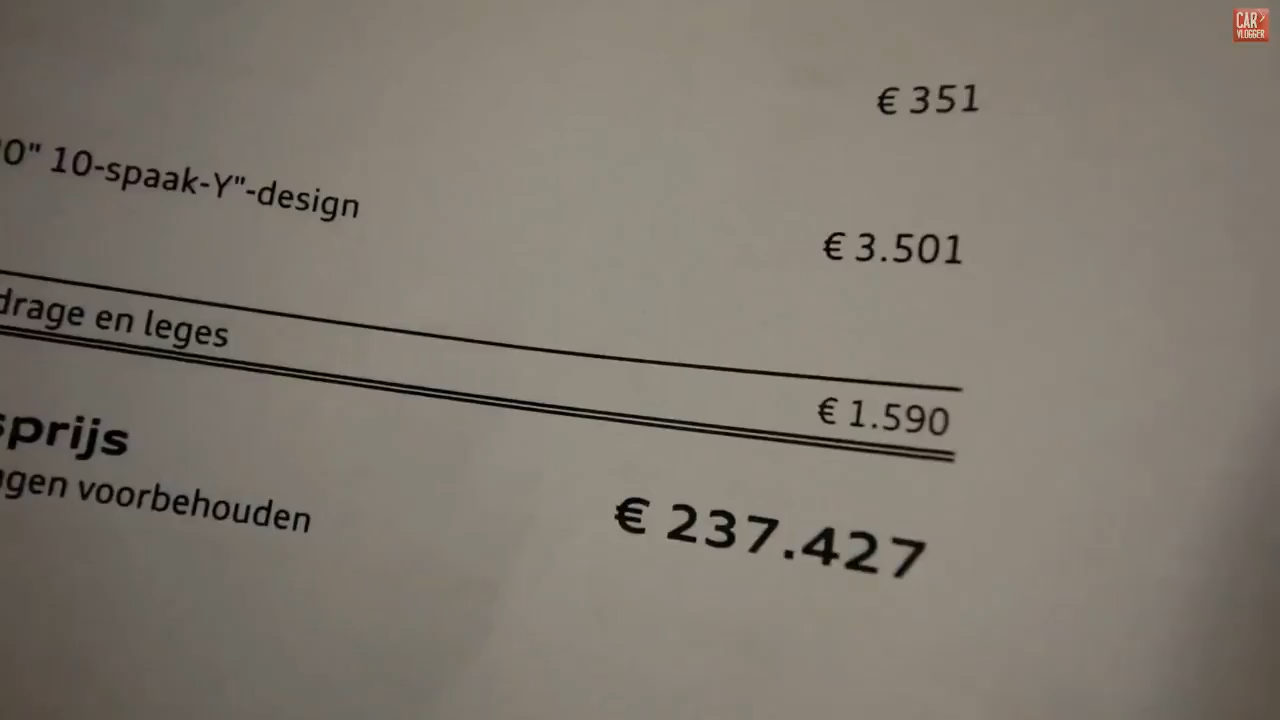 CAR
VLOGGER
€ 351
0" 10-spaak-Y"-design
€ 3.501
drage en leges
€ 1.590
sprijs
€ 237.427
gen voorbehouden